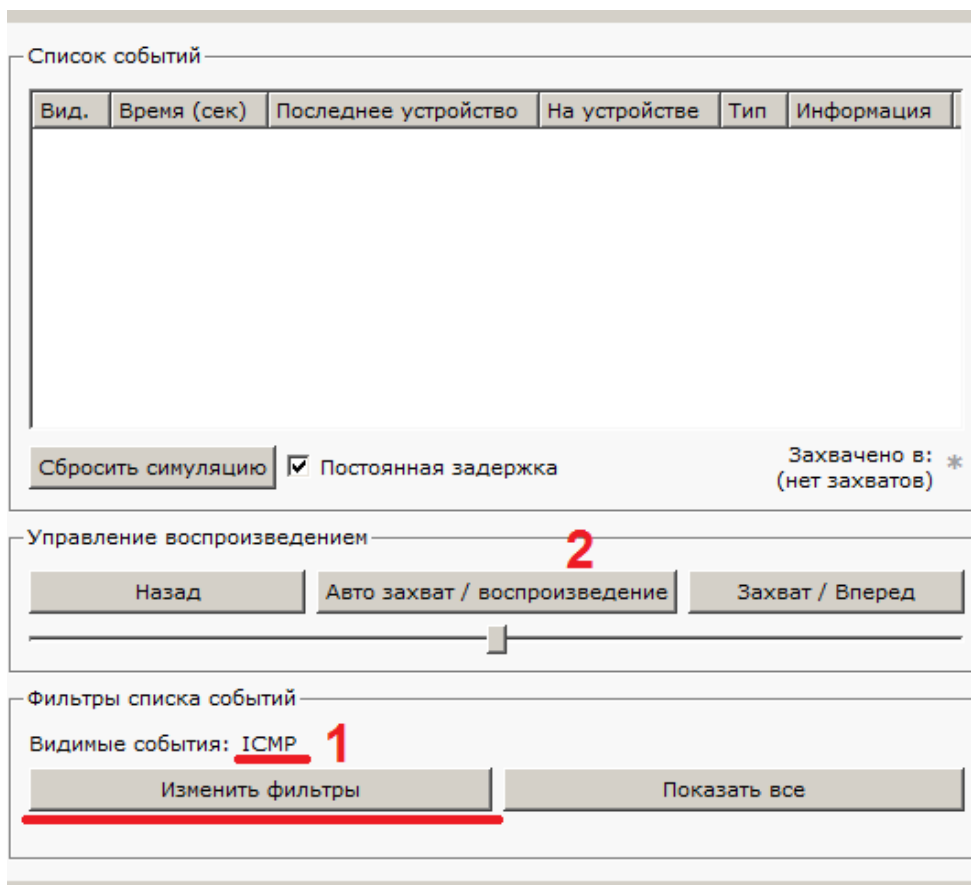 Список событий
Вид. Время (сек) Последнее устройство На устройстве Тип Информация
Сбросить симуляцию Постоянная задержка Захвачено в: *
(нет захватов)
Управление воспроизведением
2
Назад Авто захват / воспроизведение Захват / Вперед
Фильтры списка событий
Видимые события: ICMP 1
Изменить фильтры Показать все